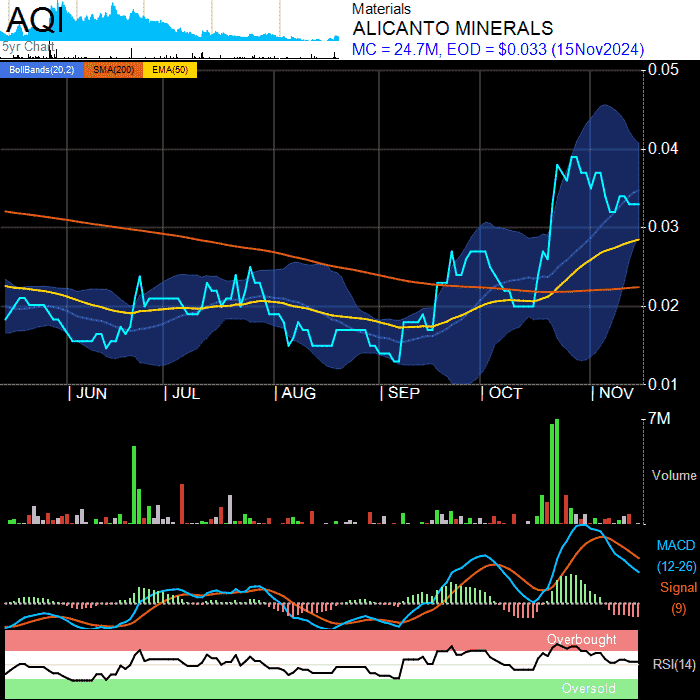 AQI
5yr Chart
Materials
ALICANTO MINERALS
MC = 24.7M, EOD = $0.033 (15Nov2024)
BollBands(20,2) SMA(200) EMA(50)
0.05
0.04
0.03
0.02
0.01
JUN JUL AUG SEP OCT NOV
7M
Volume
MACD
(12-26)
Signal
(9)
Overbought
RSI(14)
Oversold